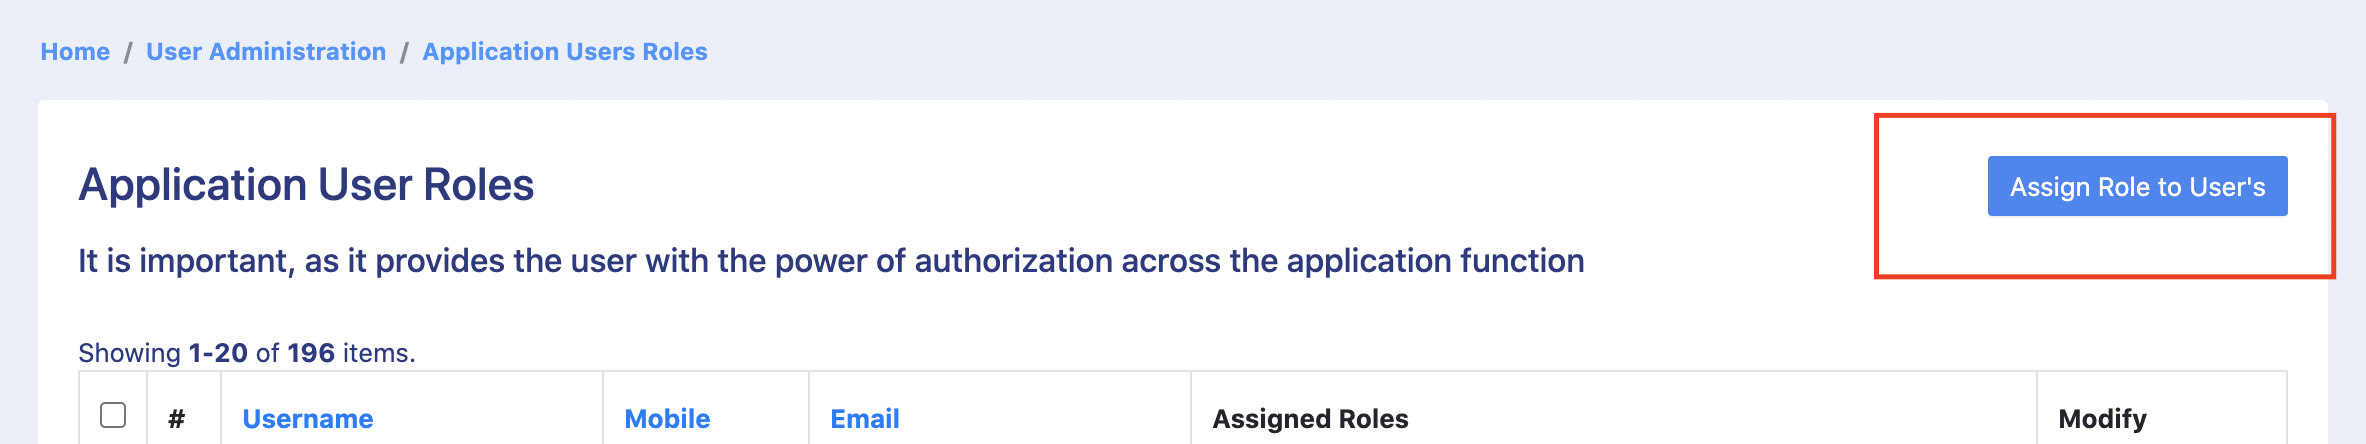 Home / User Administration / Application Users Roles
Application User Roles
Assign Role to User's
It is important, as it provides the user with the power of authorization across the application function
Showing 1-20 of 196 items.
# Username Mobile Email Assigned Roles Modify